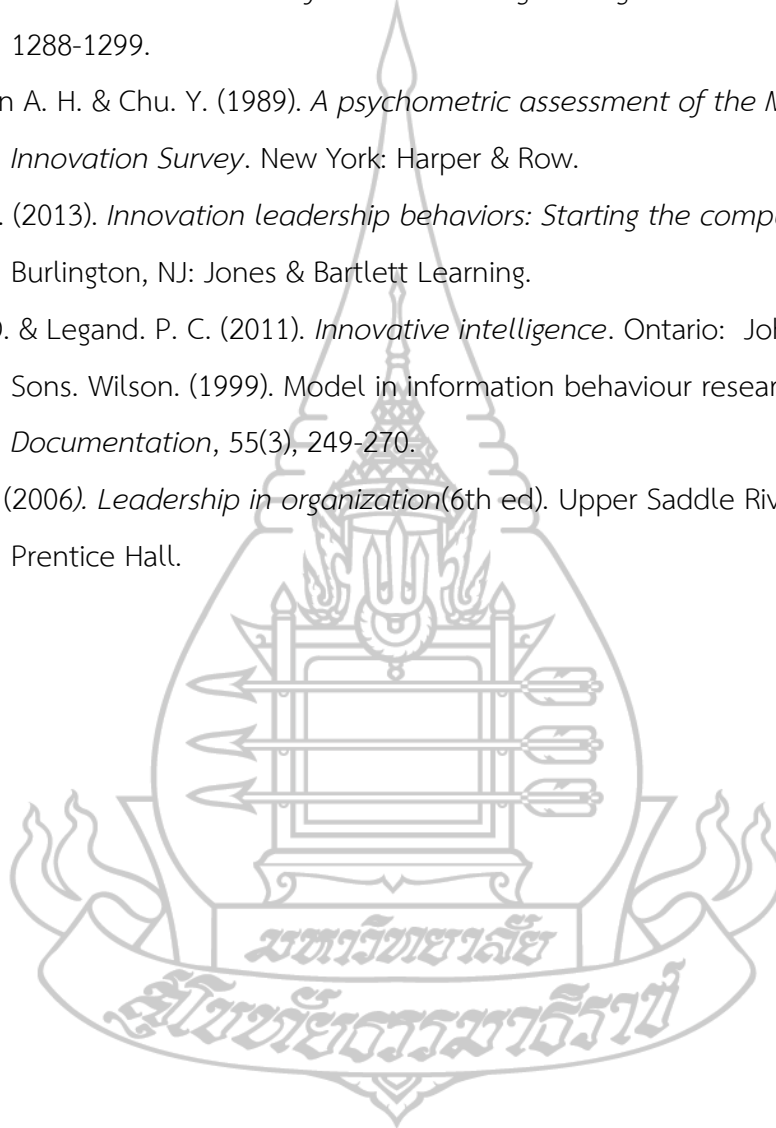 1288-1299.
n A. H. & Chu. Y. (1989). A psychometric assessment of the M
Innovation Survey. New York: Harper & Row.
. (2013). Innovation leadership behaviors: Starting the comp
Burlington, NJ: Jones & Bartlett Learning.
. & Legand. P. C. (2011). Innovative intelligence. Ontario: Joh
Sons. Wilson. (1999). Model in information behaviour resear
Documentation, 55(3), 249-270.
(2006). Leadership in organization(6th ed). Upper Saddle Riv
Prentice Hall.
มหาวิทยาลัย
สุโขทัยธรรมาธิราช